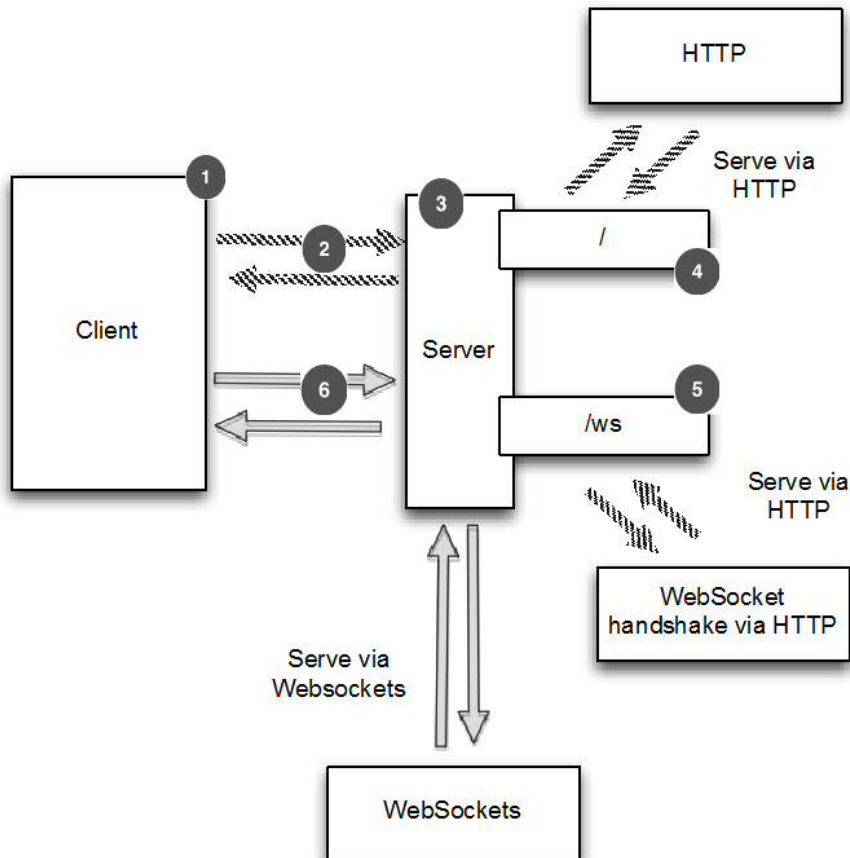 HTTP
1
Serve via
HTTP
3
2
/
4
Client
Server
6
5
/ws
Serve via
HTTP
WebSocket
handshake via HTTP
Serve via
Websockets
WebSockets